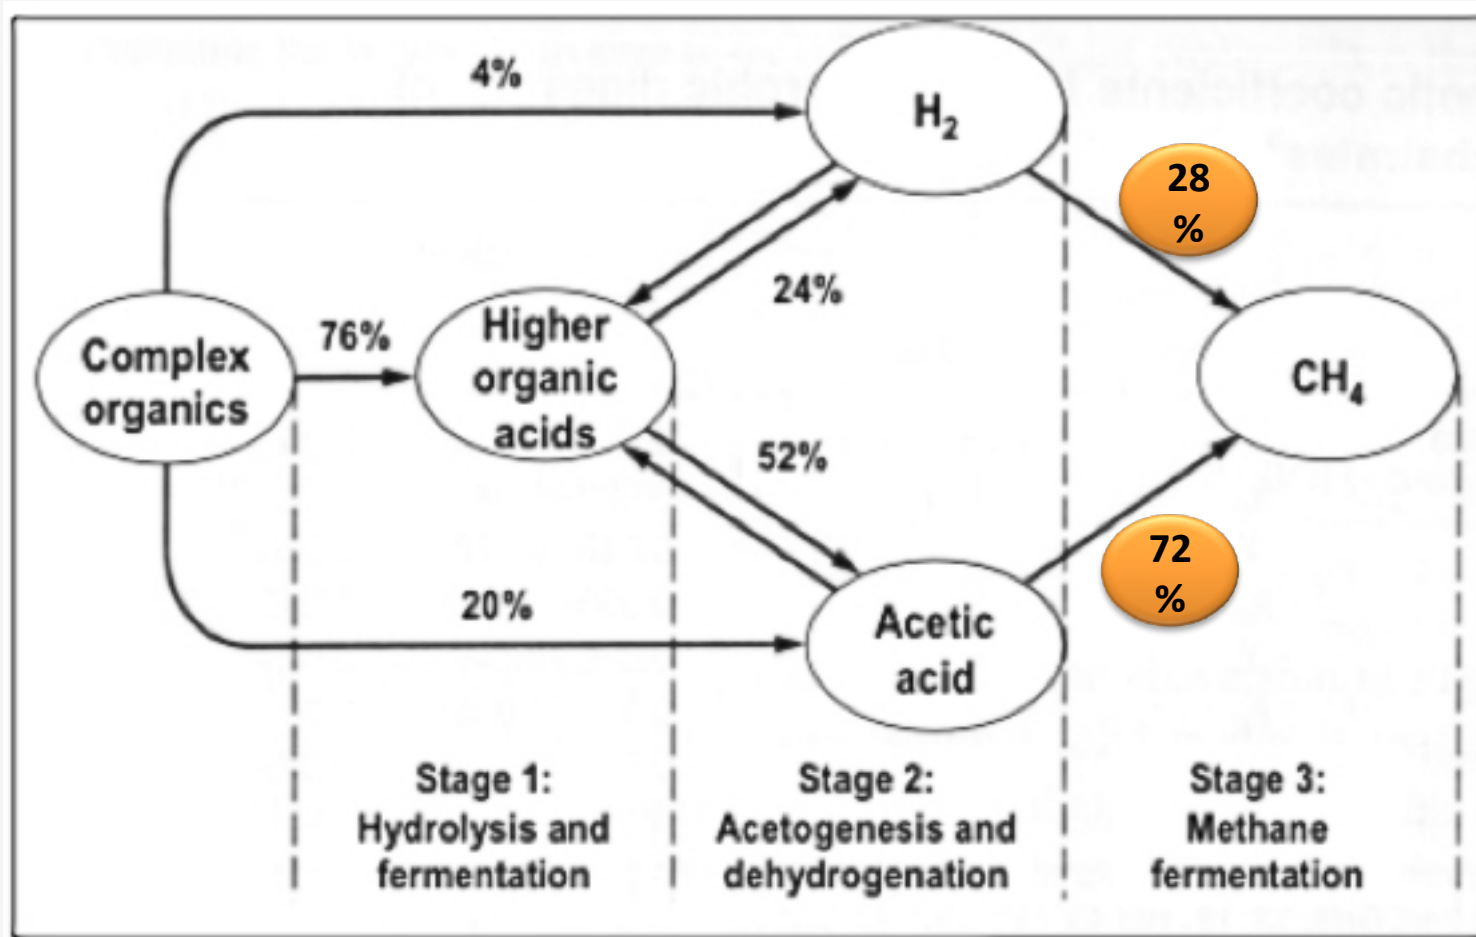 4%
H₂
28
%
24%
Complex
organics
76%
Higher
organic
acids
CH₄
52%
72
%
20%
Acetic
acid
Stage 1:
Hydrolysis and
fermentation
Stage 2:
Acetogenesis and
dehydrogenation
Stage 3:
Methane
fermentation